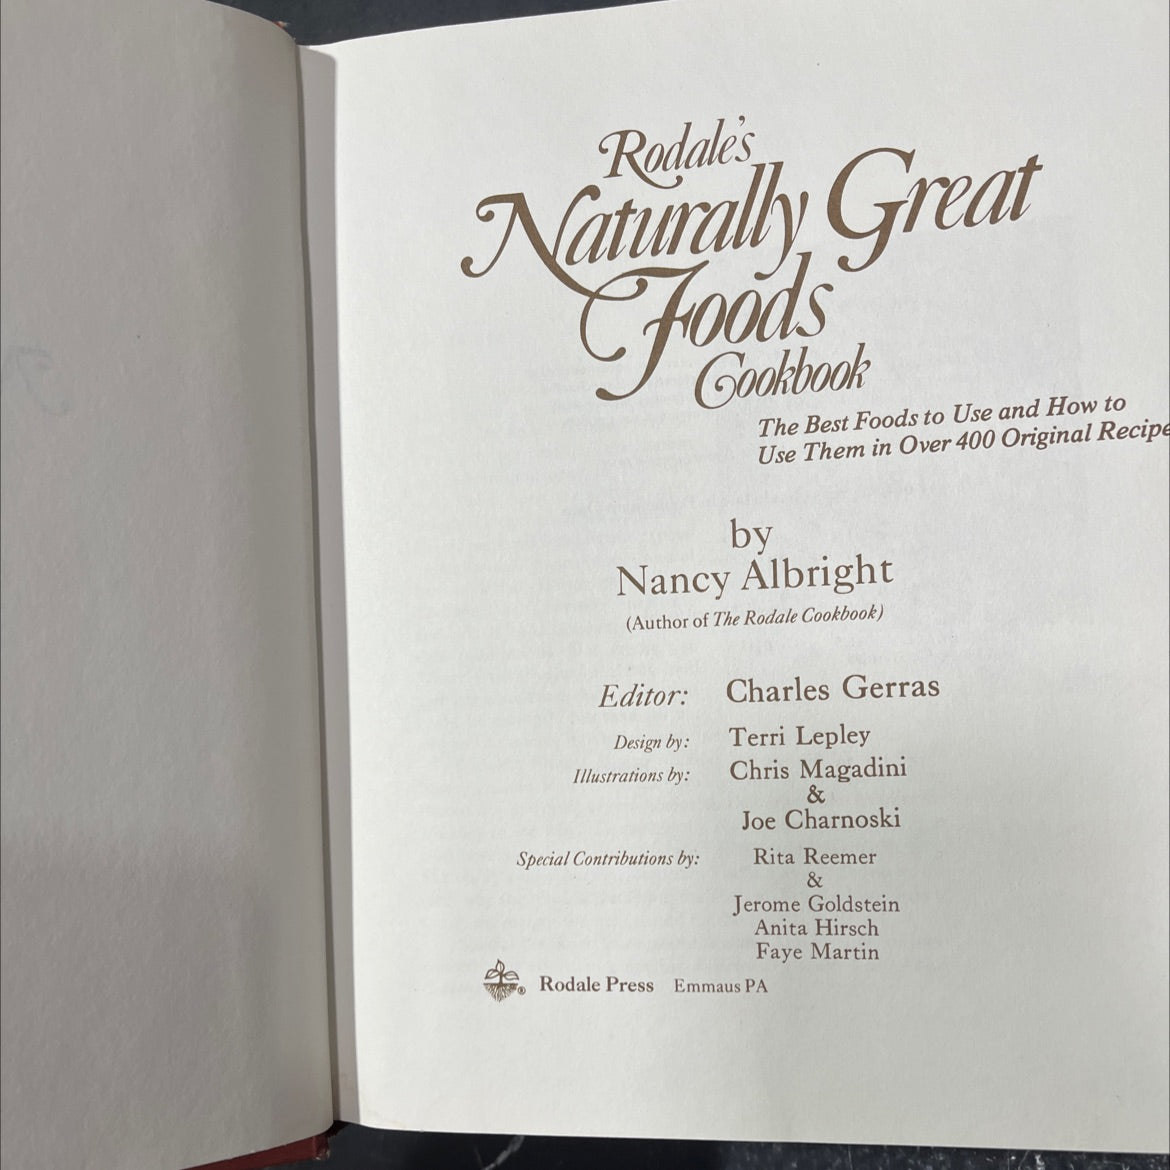 Rodale's
Naturally Great
Foods
Cookbook
The Best Foods to Use and How to
Use Them in Over 400 Original Recipe
by
Nancy Albright
(Author of The Rodale Cookbook)
Editor: Charles Gerras
Design by: Terri Lepley
Illustrations by: Chris Magadini
&
Joe Charnoski
Special Contributions by: Rita Reemer
&
Jerome Goldstein
Anita Hirsch
Faye Martin
® Rodale Press Emmaus PA